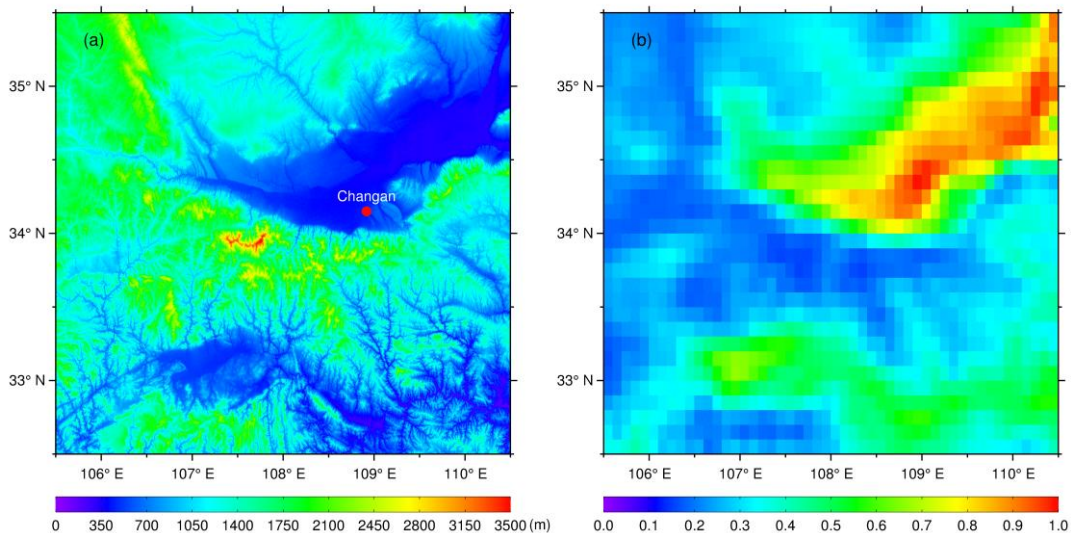 (a)
(b)
35° N
34° N
33° N
Changan
106° E 107° E 108° E 109° E 110° E
0 350 700 1050 1400 1750 2100 2450 2800 3150 3500 (m)
35° N
34° N
33° N
106° E 107° E 108° E 109° E 110° E
0.0 0.1 0.2 0.3 0.4 0.5 0.6 0.7 0.8 0.9 1.0